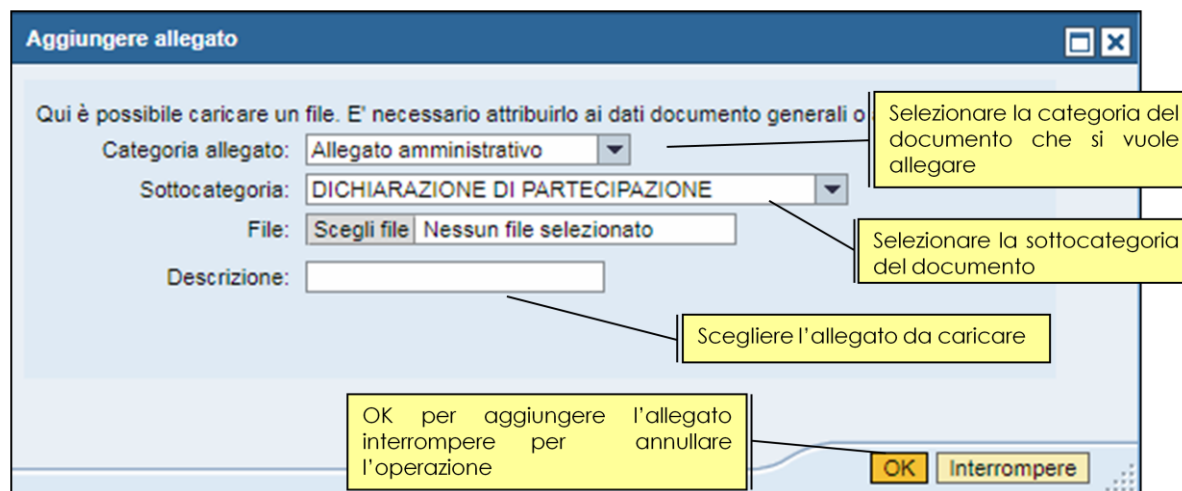 Aggiungere allegato
Qui è possibile caricare un file. E' necessario attribuirlo ai dati documento generali o
Categoria allegato: Allegato amministrativo
Sottocategoria: DICHIARAZIONE DI PARTECIPAZIONE
File: Scegli file Nessun file selezionato
Descrizione:
Selezionare la categoria del
documento che si vuole
allegare
Selezionare la sottocategoria
del documento
Scegliere l’allegato da caricare
OK per aggiungere l’allegato
interrompere per annullare
l’operazione
OK Interrompere